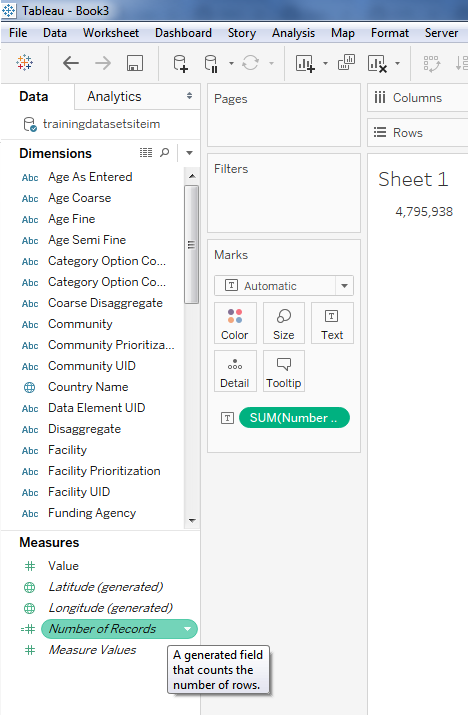 Tableau - Book3
File Data Worksheet Dashboard Story Analysis Map Format Server
Data Analytics
trainingdatasetsiteim
Dimensions
Abc Age As Entered
Abc Age Coarse
Abc Age Fine
Abc Age Semi Fine
Abc Category Option Co...
Abc Category Option Co...
Abc Coarse Disaggregate
Abc Community
Abc Community Prioritiza...
Abc Community UID
Country Name
Abc Data Element UID
Abc Disaggregate
Abc Facility
Abc Facility Prioritization
Abc Facility UID
Abc Funding Agency
Measures
# Value
Latitude (generated)
Longitude (generated)
=# Number of Records
# Measure Values
A generated field
that counts the
number of rows.
Pages
Filters
Marks
T Automatic
Color Size T Text
Detail Tooltip
T SUM(Number ..
Columns
Rows
Sheet 1
4,795,938